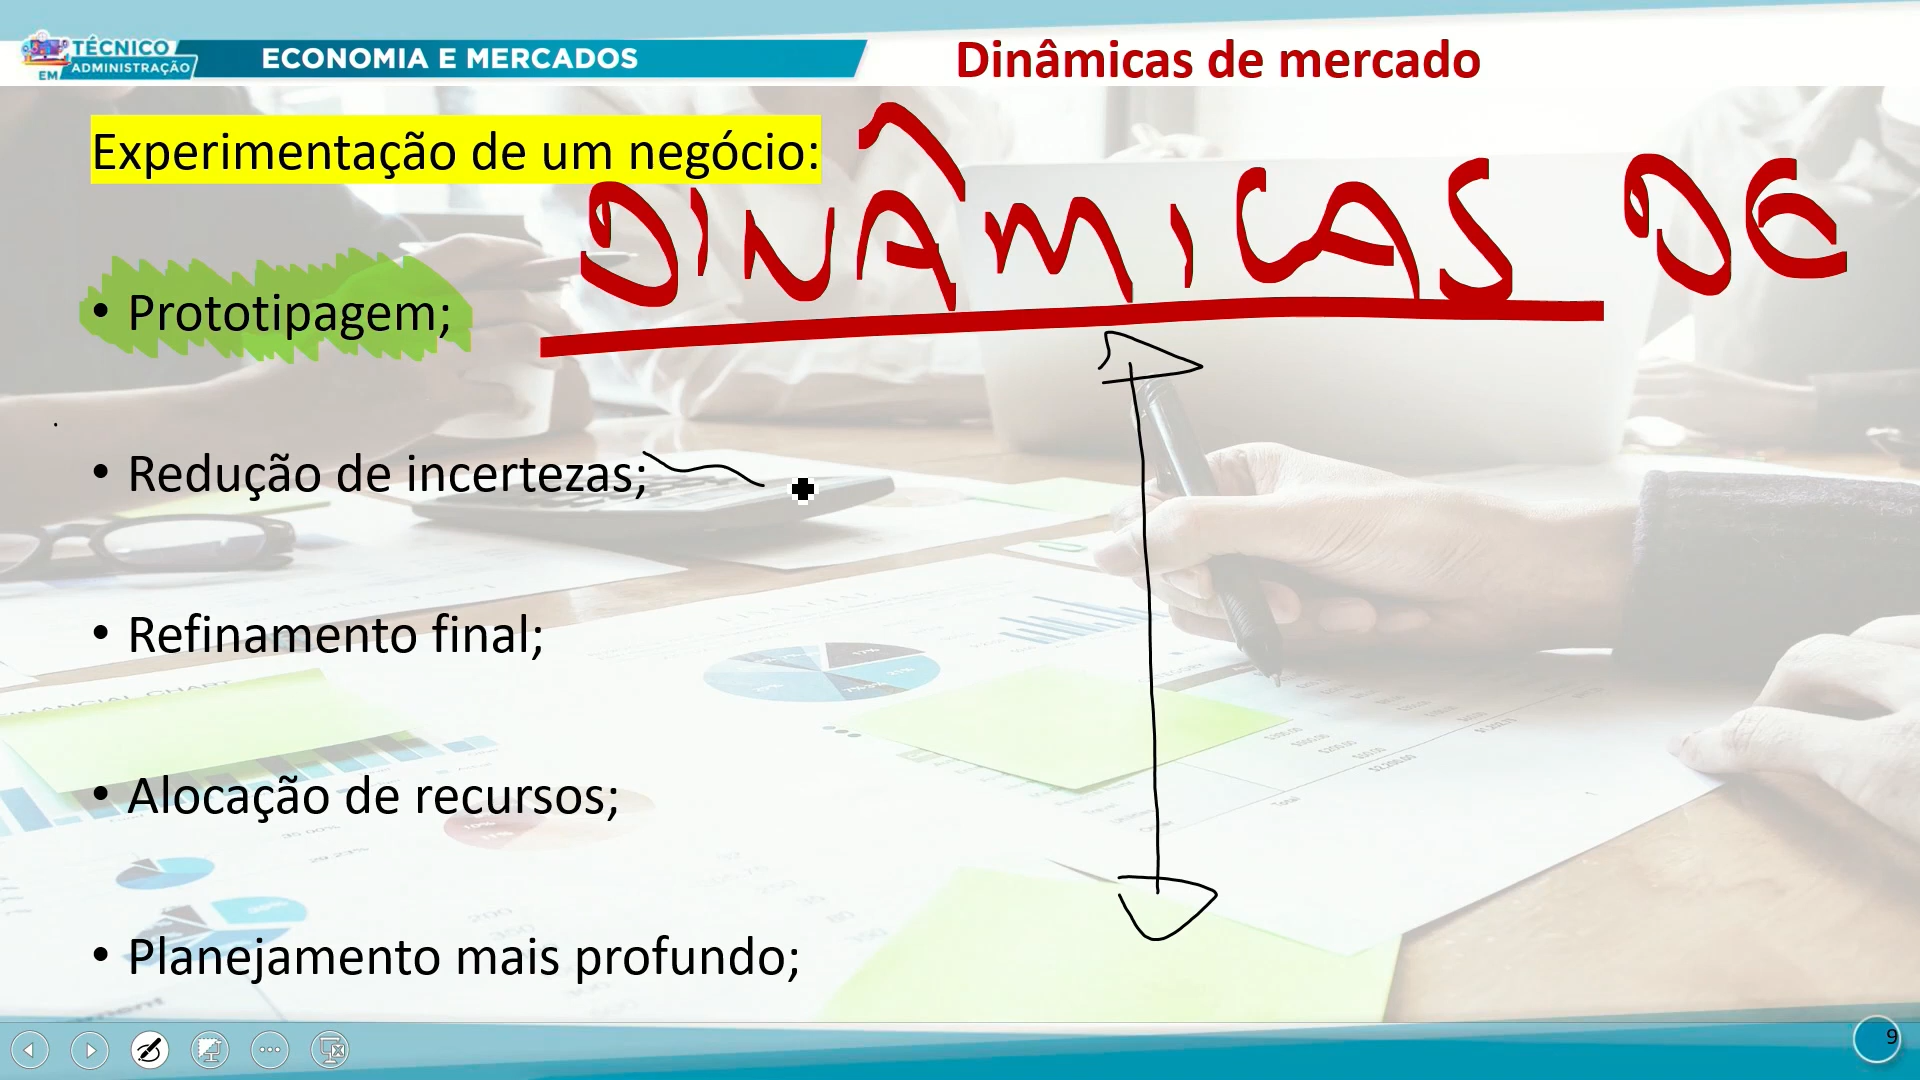 TÉCNICO
EM ADMINISTRAÇÃO
ECONOMIA E MERCADOS
Dinâmicas de mercado
Experimentação de um negócio:
DINÂMICAS DE
• Prototipagem;
• Redução de incertezas;
• Refinamento final;
• Alocação de recursos;
• Planejamento mais profundo;
9